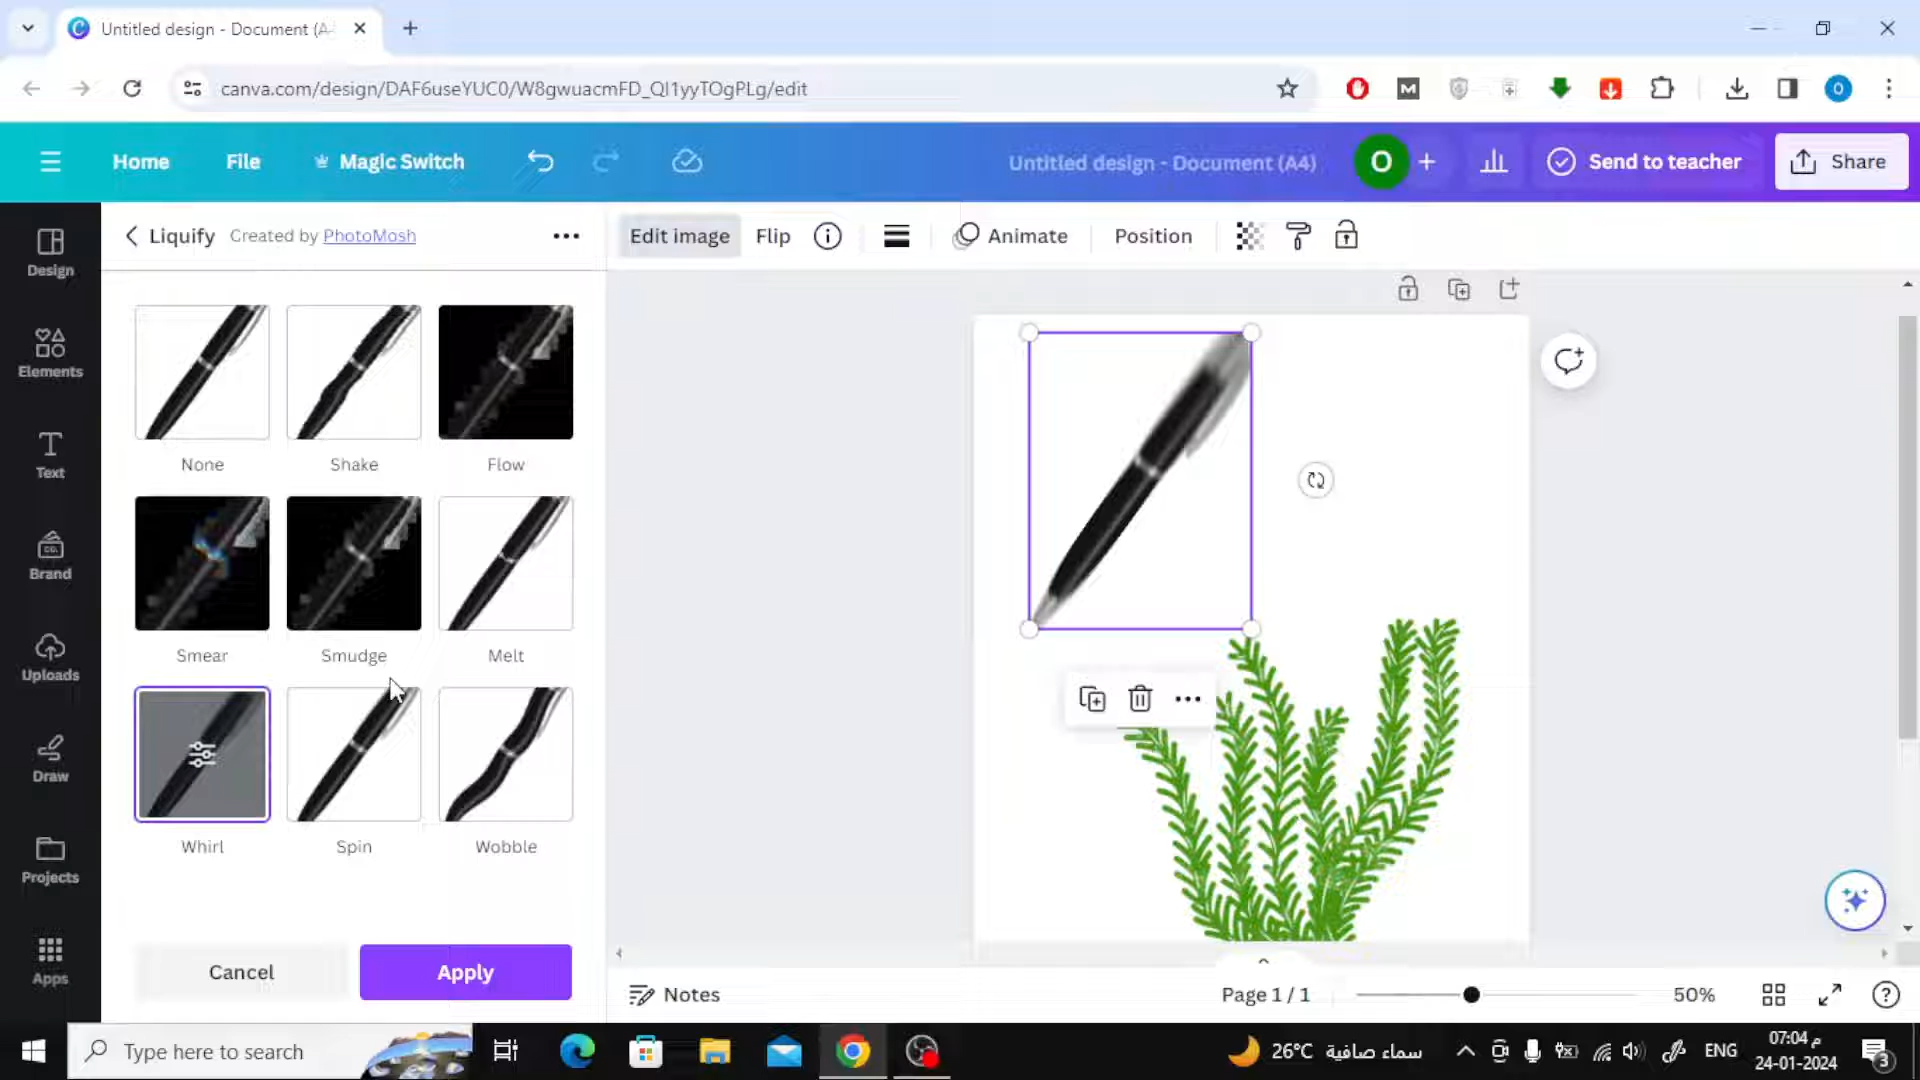 Untitled design - Document (A
canva.com/design/DAF6useYUC0/W8gwuacmFD_QI1yyTOgPLg/edit
Home
File
Magic Switch
Untitled design - Document (A4)
O
Send to teacher
Share
Design
Elements
Text
Brand
Uploads
Draw
Projects
Apps
Liquify
Created by PhotoMosh
Edit image
Flip
Animate
Position
None
Shake
Flow
Smear
Smudge
Melt
Whirl
Spin
Wobble
Cancel
Apply
Notes
Page 1 / 1
50%
Type here to search
26°C سماء صافية
ENG
07:04 م
24-01-2024
3